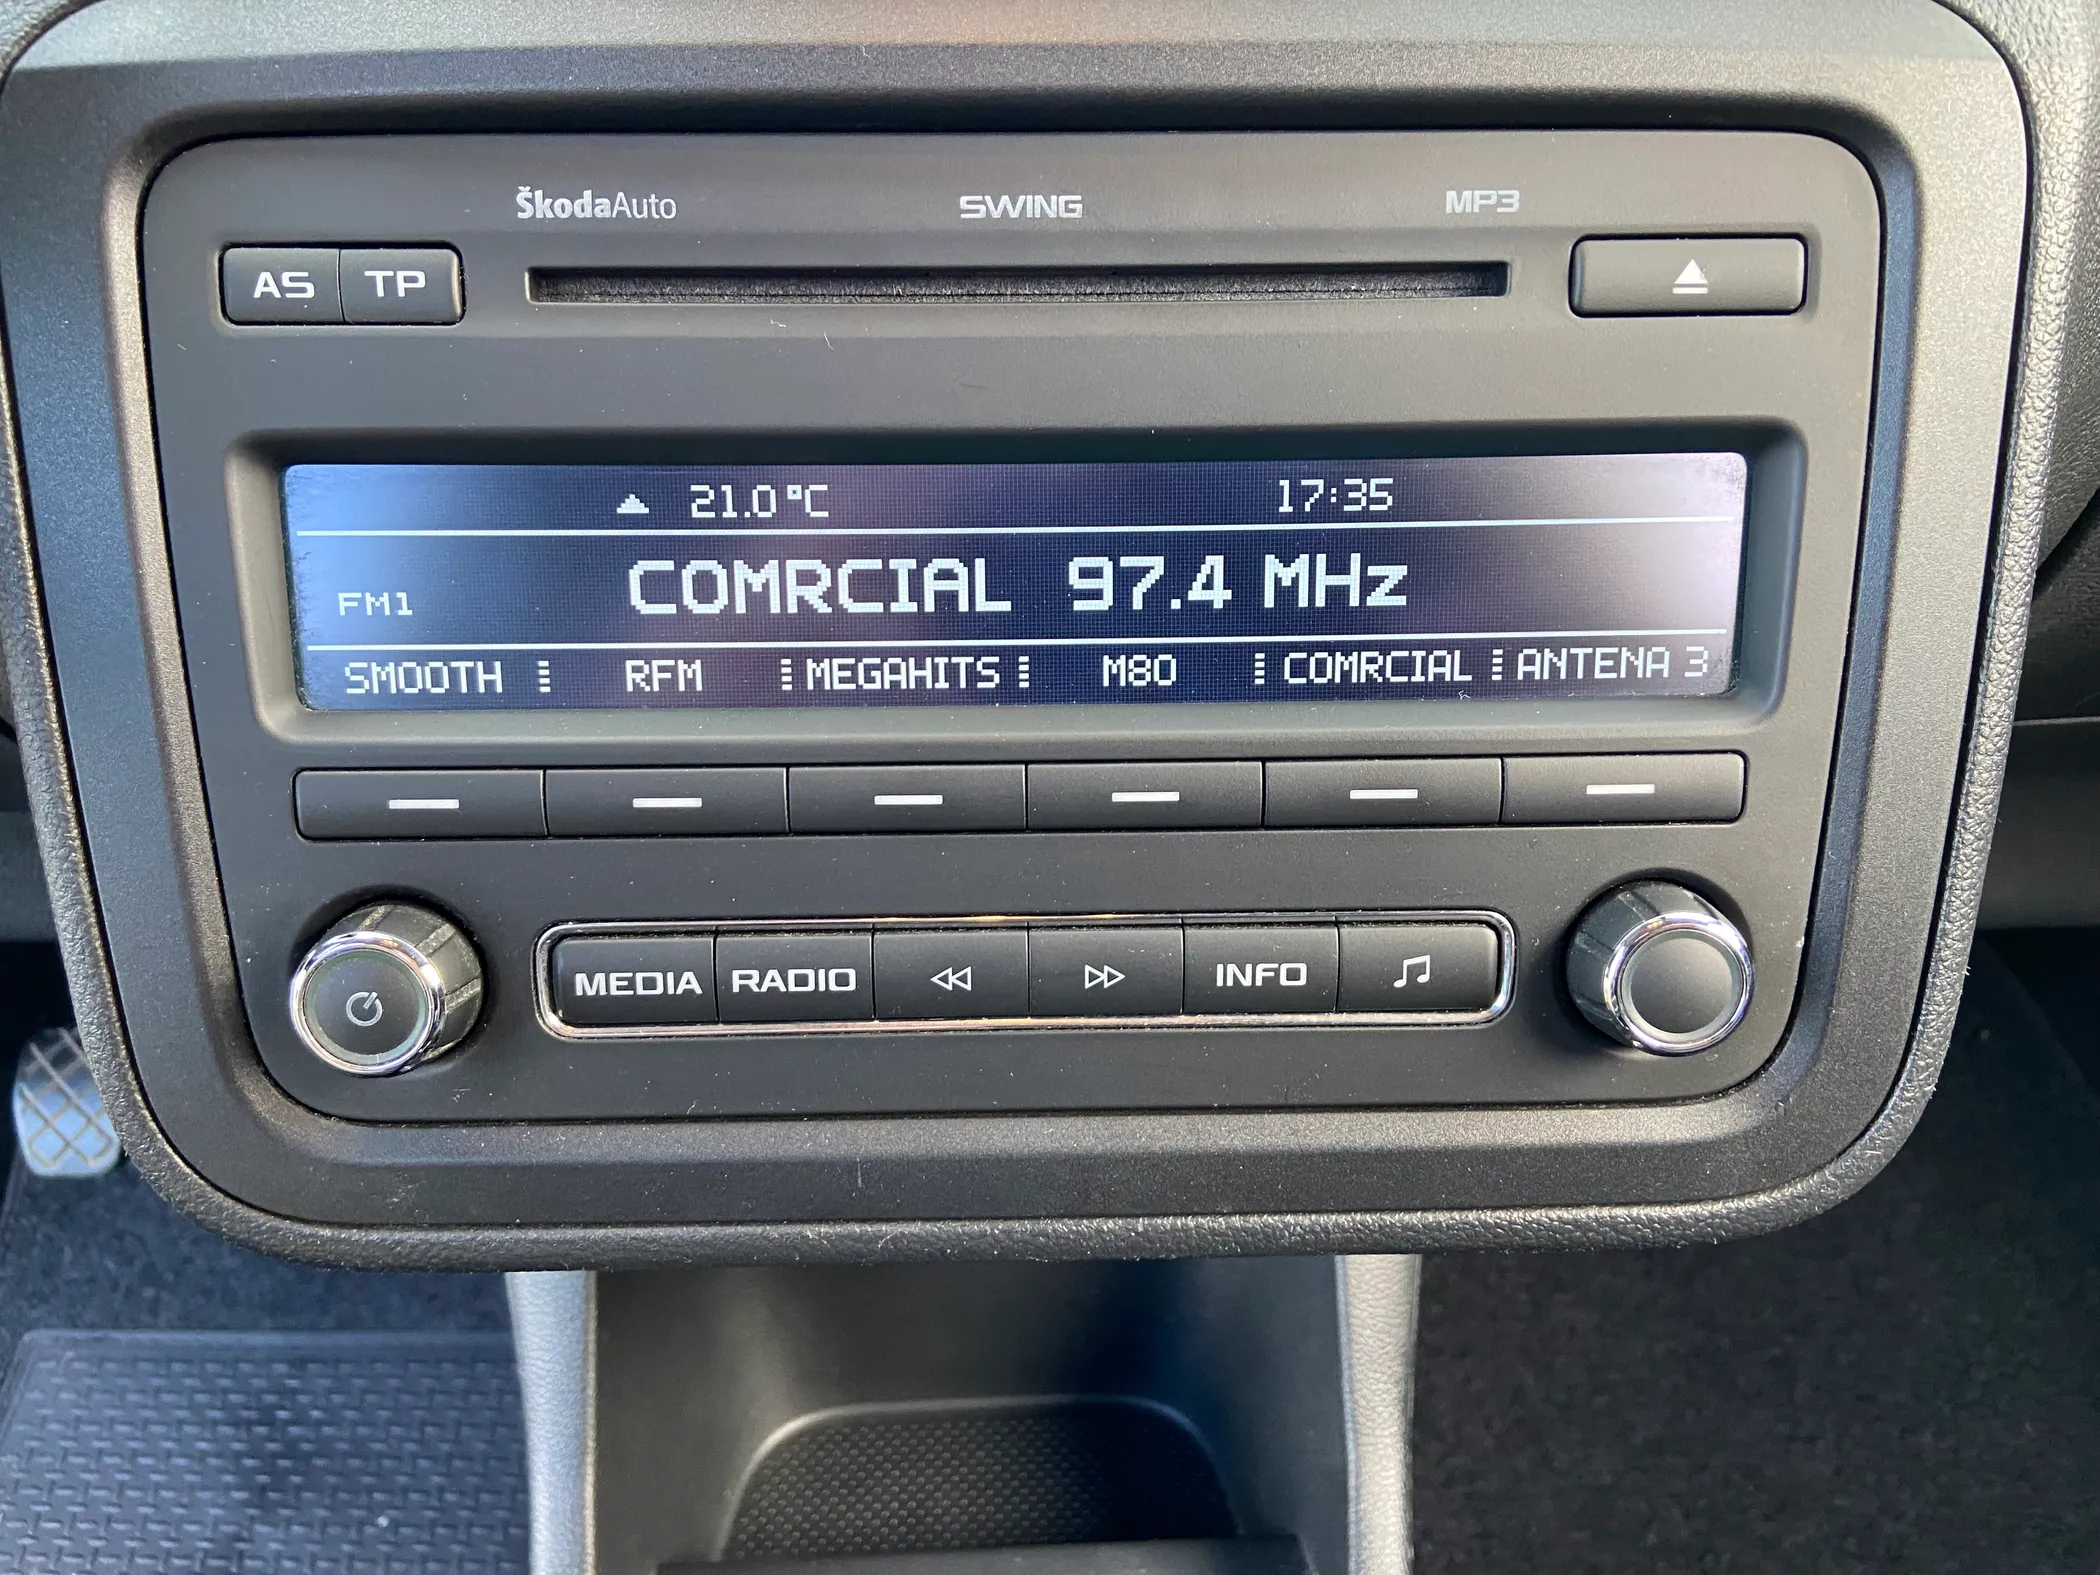 ŠkodaAuto SWING MP3
AS TP
21.0°C 17:35
FM1 COMRCIAL 97.4 MHz
SMOOTH RFM MEGAHITS M80 COMRCIAL ANTENA 3
MEDIA RADIO INFO